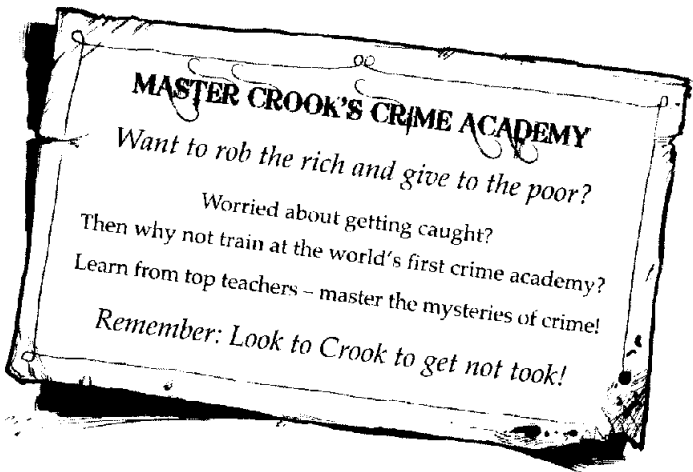 MASTER CROOK'S CRIME ACADEMY
Want to rob the rich and give to the poor?
Worried about getting caught?
Then why not train at the world's first crime academy?
Learn from top teachers – master the mysteries of crime!
Remember: Look to Crook to get not took!